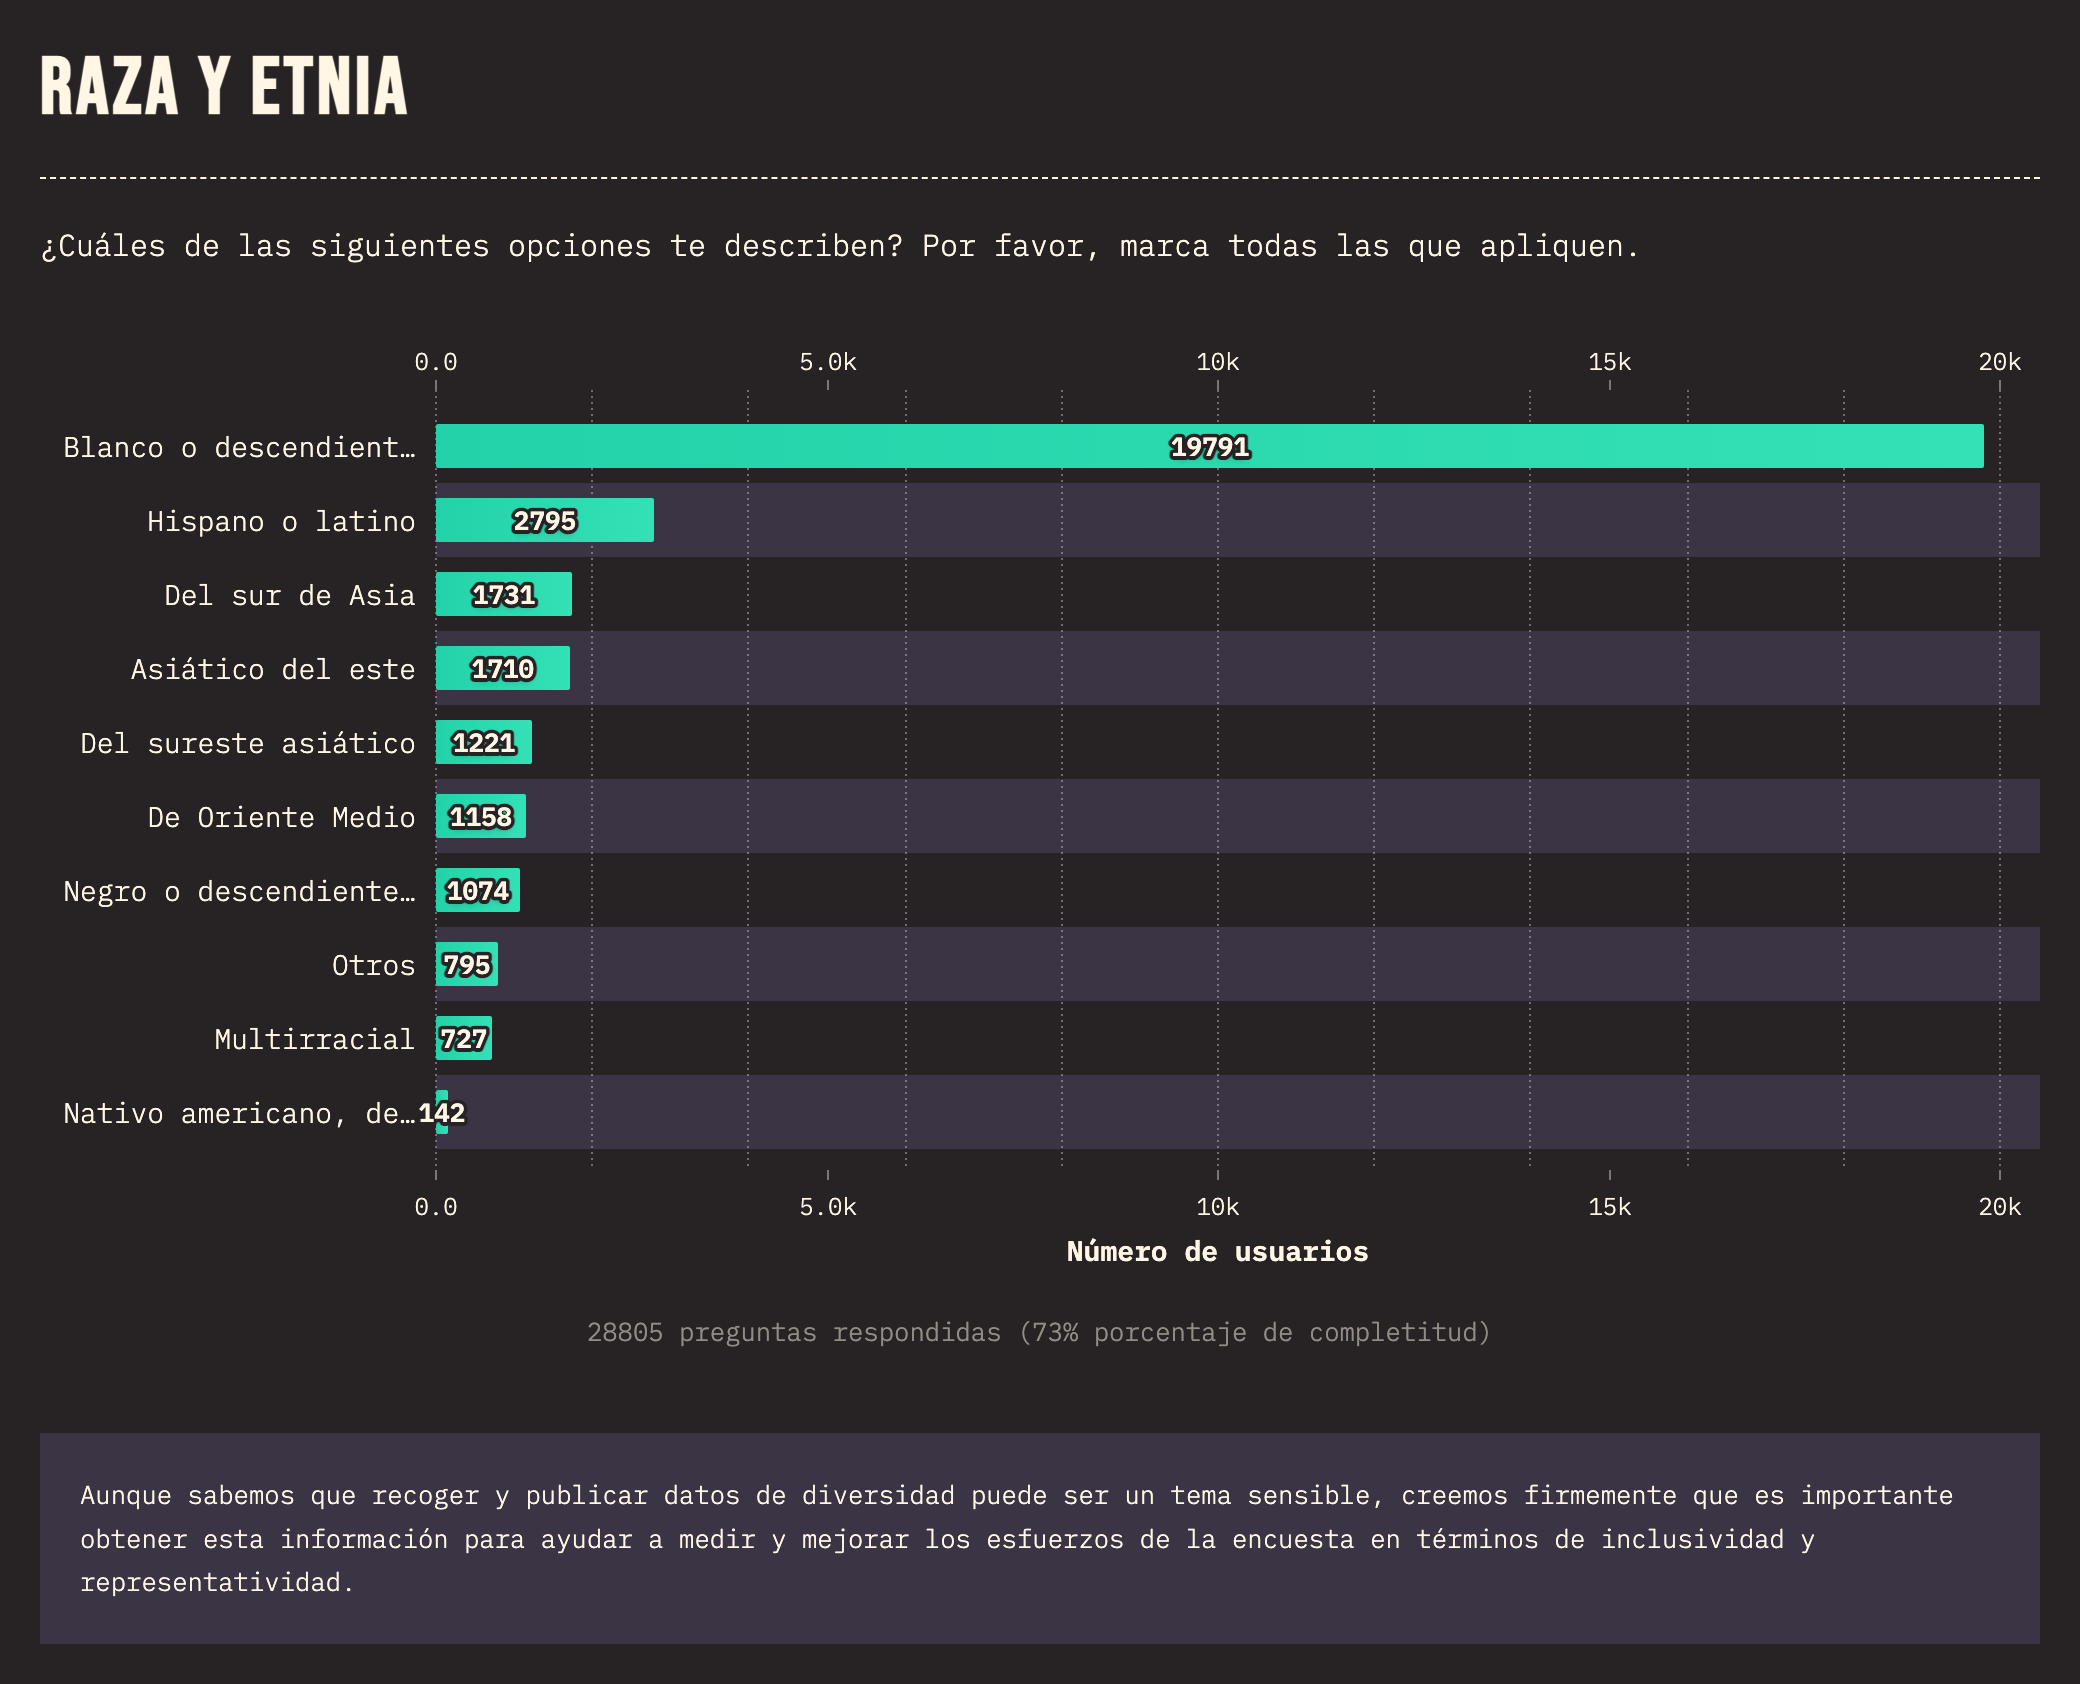 RAZA Y ETNIA
¿Cuáles de las siguientes opciones te describen? Por favor, marca todas las que apliquen.
0.0 5.0k 10k 15k 20k
Blanco o descendient… 19791
Hispano o latino 2795
Del sur de Asia 1731
Asiático del este 1710
Del sureste asiático 1221
De Oriente Medio 1158
Negro o descendiente… 1074
Otros 795
Multirracial 727
Nativo americano, de… 142
0.0 5.0k 10k 15k 20k
Número de usuarios
28805 preguntas respondidas (73% porcentaje de completitud)
Aunque sabemos que recoger y publicar datos de diversidad puede ser un tema sensible, creemos firmemente que es importante
obtener esta información para ayudar a medir y mejorar los esfuerzos de la encuesta en términos de inclusividad y
representatividad.